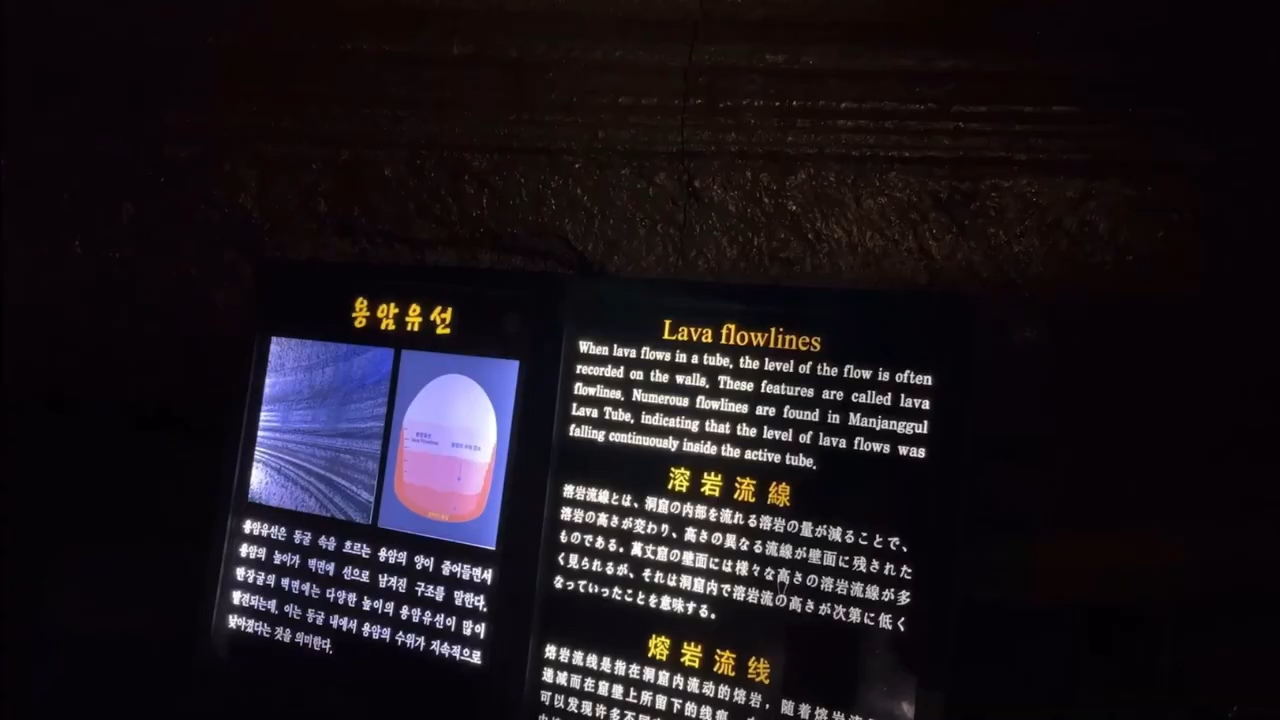 용암유선
용암유선은 동굴 속을 흐르는 용암의 양이 줄어들면서
용암의 높이가 벽면에 선으로 남겨진 구조를 말한다.
만장굴의 벽면에는 다양한 높이의 용암유선이 많이
발견되는데, 이는 동굴 내에서 용암의 수위가 지속적으로
낮아졌다는 것을 의미한다.
Lava flowlines
When lava flows in a tube, the level of the flow is often
recorded on the walls. These features are called lava
flowlines. Numerous flowlines are found in Manjanggul
Lava Tube, indicating that the level of lava flows was
falling continuously inside the active tube.
溶岩流線
溶岩流線とは、洞窟の内部を流れる溶岩の量が減ることで、
溶岩の高さが変わり、高さの異なる流線が壁面に残された
ものである。萬丈窟の壁面には様々な高さの溶岩流線が多
く見られるが、それは洞窟内で溶岩流の高さが次第に低く
なっていったことを意味する。
熔岩流线
熔岩流线是指在洞窟内流动的熔岩，随着熔岩流
递减而在窟壁上所留下的线痕。
可以发现许多不同